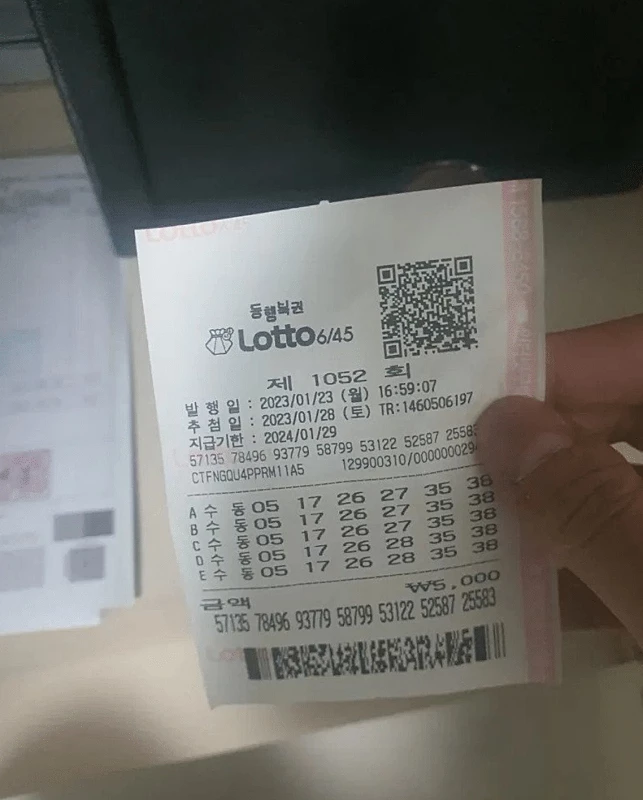 동행복권
Lotto 6/45
제 1052 회
발 행 일 : 2023/01/23 (월) 16:59:07
추 첨 일 : 2023/01/28 (토) TR:1460506197
지급기한 : 2024/01/29
57135 78496 93779 58799 53122 52587
CTFNGQU4PPRM11A5 129900310/
A 수 동 05 17 26 27 35 38
B 수 동 05 17 26 27 35 38
C 수 동 05 17 26 27 35 38
D 수 동 05 17 26 28 35 38
E 수 동 05 17 26 28 35 38
금액 ₩5,000
57135 78496 93779 58799 53122 52587 25583